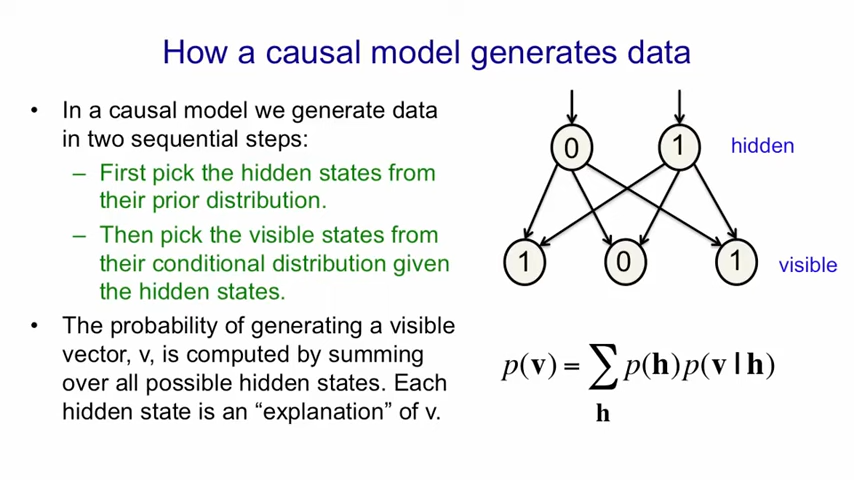 How a causal model generates data
• In a causal model we generate data
in two sequential steps:
– First pick the hidden states from
their prior distribution.
– Then pick the visible states from
their conditional distribution given
the hidden states.
• The probability of generating a visible
vector, v, is computed by summing
over all possible hidden states. Each
hidden state is an “explanation” of v.
0 1 hidden
1 0 1 visible
p(v) = ∑ p(h)p(v | h)
h